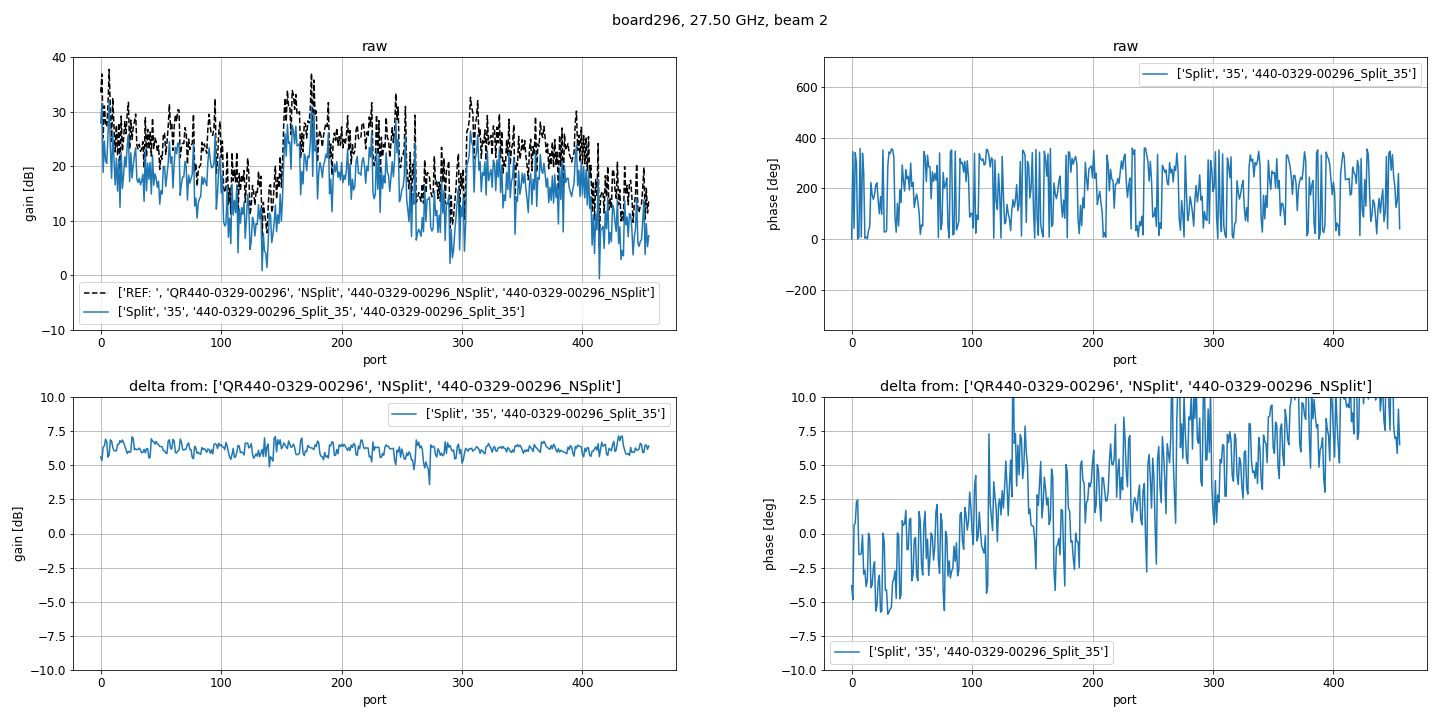 board296, 27.50 GHz, beam 2
raw
40
30
20
10
0
−10
gain [dB]
0
100
200
300
400
port
['REF: ', 'QR440-0329-00296', 'NSplit', '440-0329-00296_NSplit', '440-0329-00296_NSplit']
['Split', '35', '440-0329-00296_Split_35', '440-0329-00296_Split_35']
raw
600
400
200
0
−200
phase [deg]
0
100
200
300
400
port
['Split', '35', '440-0329-00296_Split_35']
delta from: ['QR440-0329-00296', 'NSplit', '440-0329-00296_NSplit']
10.0
7.5
5.0
2.5
0.0
−2.5
−5.0
−7.5
−10.0
gain [dB]
0
100
200
300
400
port
['Split', '35', '440-0329-00296_Split_35']
delta from: ['QR440-0329-00296', 'NSplit', '440-0329-00296_NSplit']
10.0
7.5
5.0
2.5
0.0
−2.5
−5.0
−7.5
−10.0
phase [deg]
0
100
200
300
400
port
['Split', '35', '440-0329-00296_Split_35']